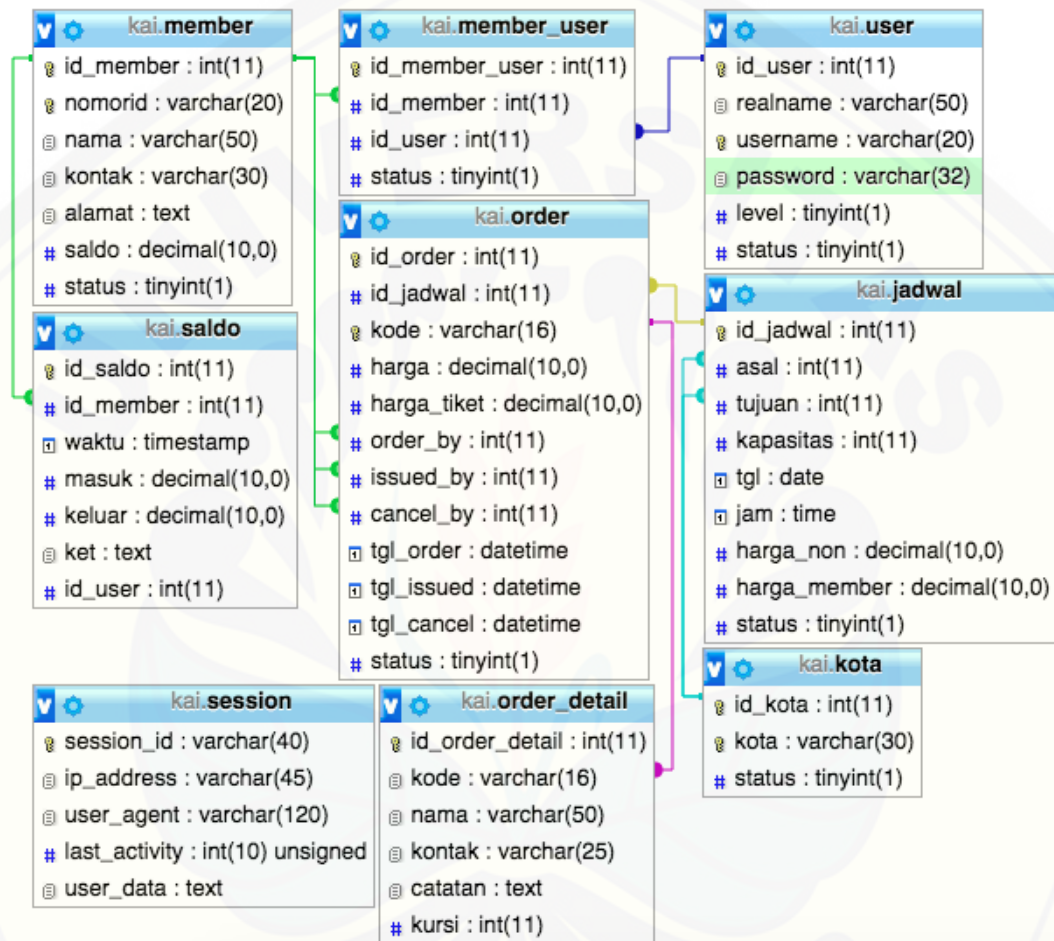 kai.member
id_member : int(11)
nomorid : varchar(20)
nama : varchar(50)
kontak : varchar(30)
alamat : text
saldo : decimal(10,0)
status : tinyint(1)
kai.member_user
id_member_user : int(11)
id_member : int(11)
id_user : int(11)
status : tinyint(1)
kai.user
id_user : int(11)
realname : varchar(50)
username : varchar(20)
password : varchar(32)
level : tinyint(1)
status : tinyint(1)
kai.saldo
id_saldo : int(11)
id_member : int(11)
waktu : timestamp
masuk : decimal(10,0)
keluar : decimal(10,0)
ket : text
id_user : int(11)
kai.order
id_order : int(11)
id_jadwal : int(11)
kode : varchar(16)
harga : decimal(10,0)
harga_tiket : decimal(10,0)
order_by : int(11)
issued_by : int(11)
cancel_by : int(11)
tgl_order : datetime
tgl_issued : datetime
tgl_cancel : datetime
status : tinyint(1)
kai.jadwal
id_jadwal : int(11)
asal : int(11)
tujuan : int(11)
kapasitas : int(11)
tgl : date
jam : time
harga_non : decimal(10,0)
harga_member : decimal(10,0)
status : tinyint(1)
kai.session
session_id : varchar(40)
ip_address : varchar(45)
user_agent : varchar(120)
last_activity : int(10) unsigned
user_data : text
kai.order_detail
id_order_detail : int(11)
kode : varchar(16)
nama : varchar(50)
kontak : varchar(25)
catatan : text
kursi : int(11)
kai.kota
id_kota : int(11)
kota : varchar(30)
status : tinyint(1)